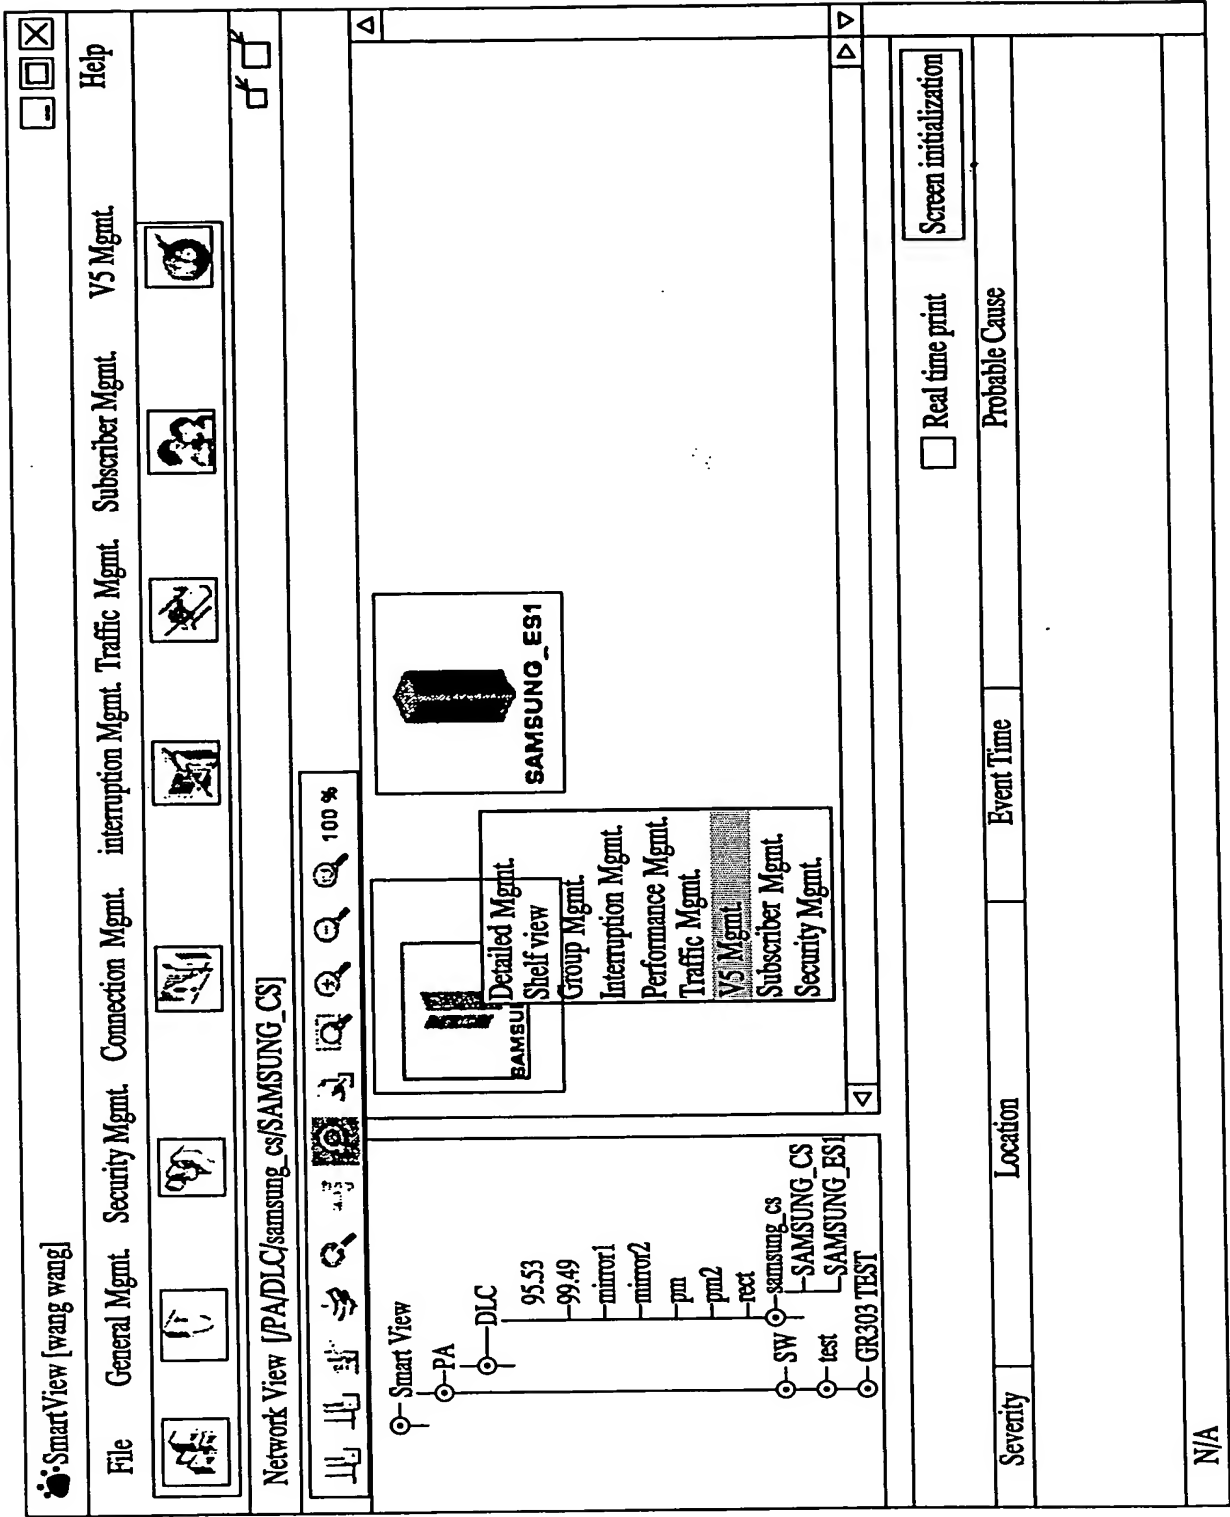 SmartView [wang wang]
File General Mgmt. Security Mgmt. Connection Mgmt. interruption Mgmt. Traffic Mgmt. Subscriber Mgmt. V5 Mgmt. Help
Network View [/PA/DLC/samsung_cs/SAMSUNG_CS]
100 %
Smart View
PA
DLC
95.53
99.49
mirror1
mirror2
pm
pm2
rect
samsung_cs
SAMSUNG_CS
SAMSUNG_ES1
SW
test
GR303 TEST
SAMSU
Detailed Mgmt.
Shelf view
Group Mgmt.
Interruption Mgmt.
Performance Mgmt.
Traffic Mgmt.
V5 Mgmt.
Subscriber Mgmt.
Security Mgmt.
SAMSUNG_ES1
Real time print
Screen initialization
Severity Location Event Time Probable Cause
N/A